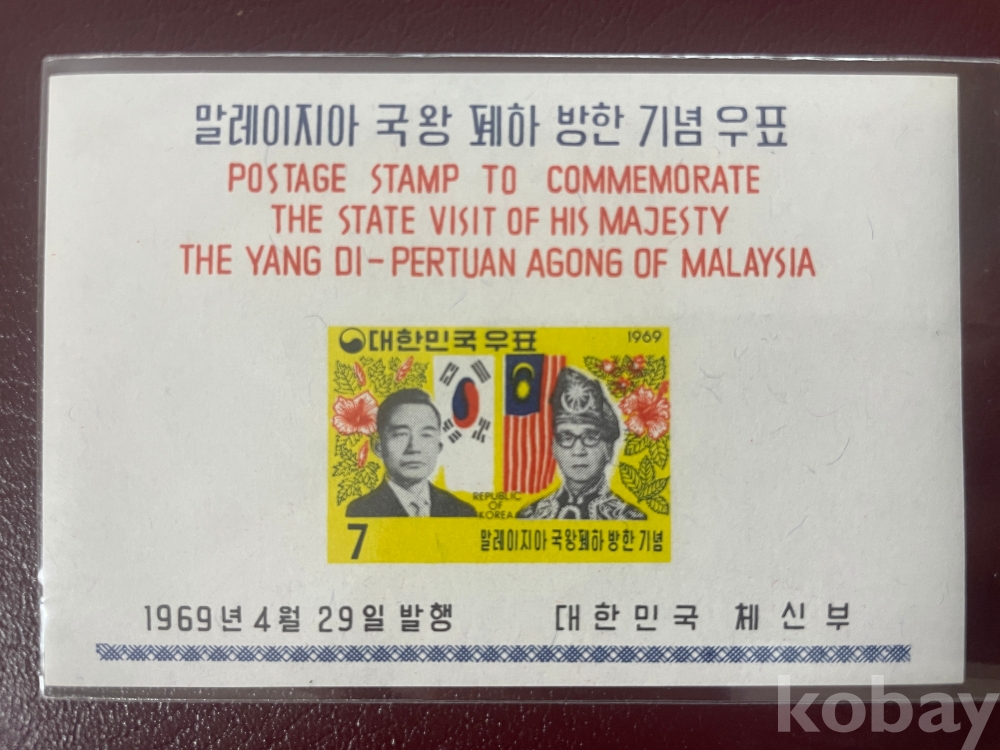 말레이지아 국왕 폐하 방한 기념 우표
POSTAGE STAMP TO COMMEMORATE
THE STATE VISIT OF HIS MAJESTY
THE YANG DI-PERTUAN AGONG OF MALAYSIA
대한민국우표 1969
REPUBLIC
OF
KOREA
7 말레이지아 국왕폐하 방한 기념
1969년 4월 29일 발행 대한민국 체신부
kobay